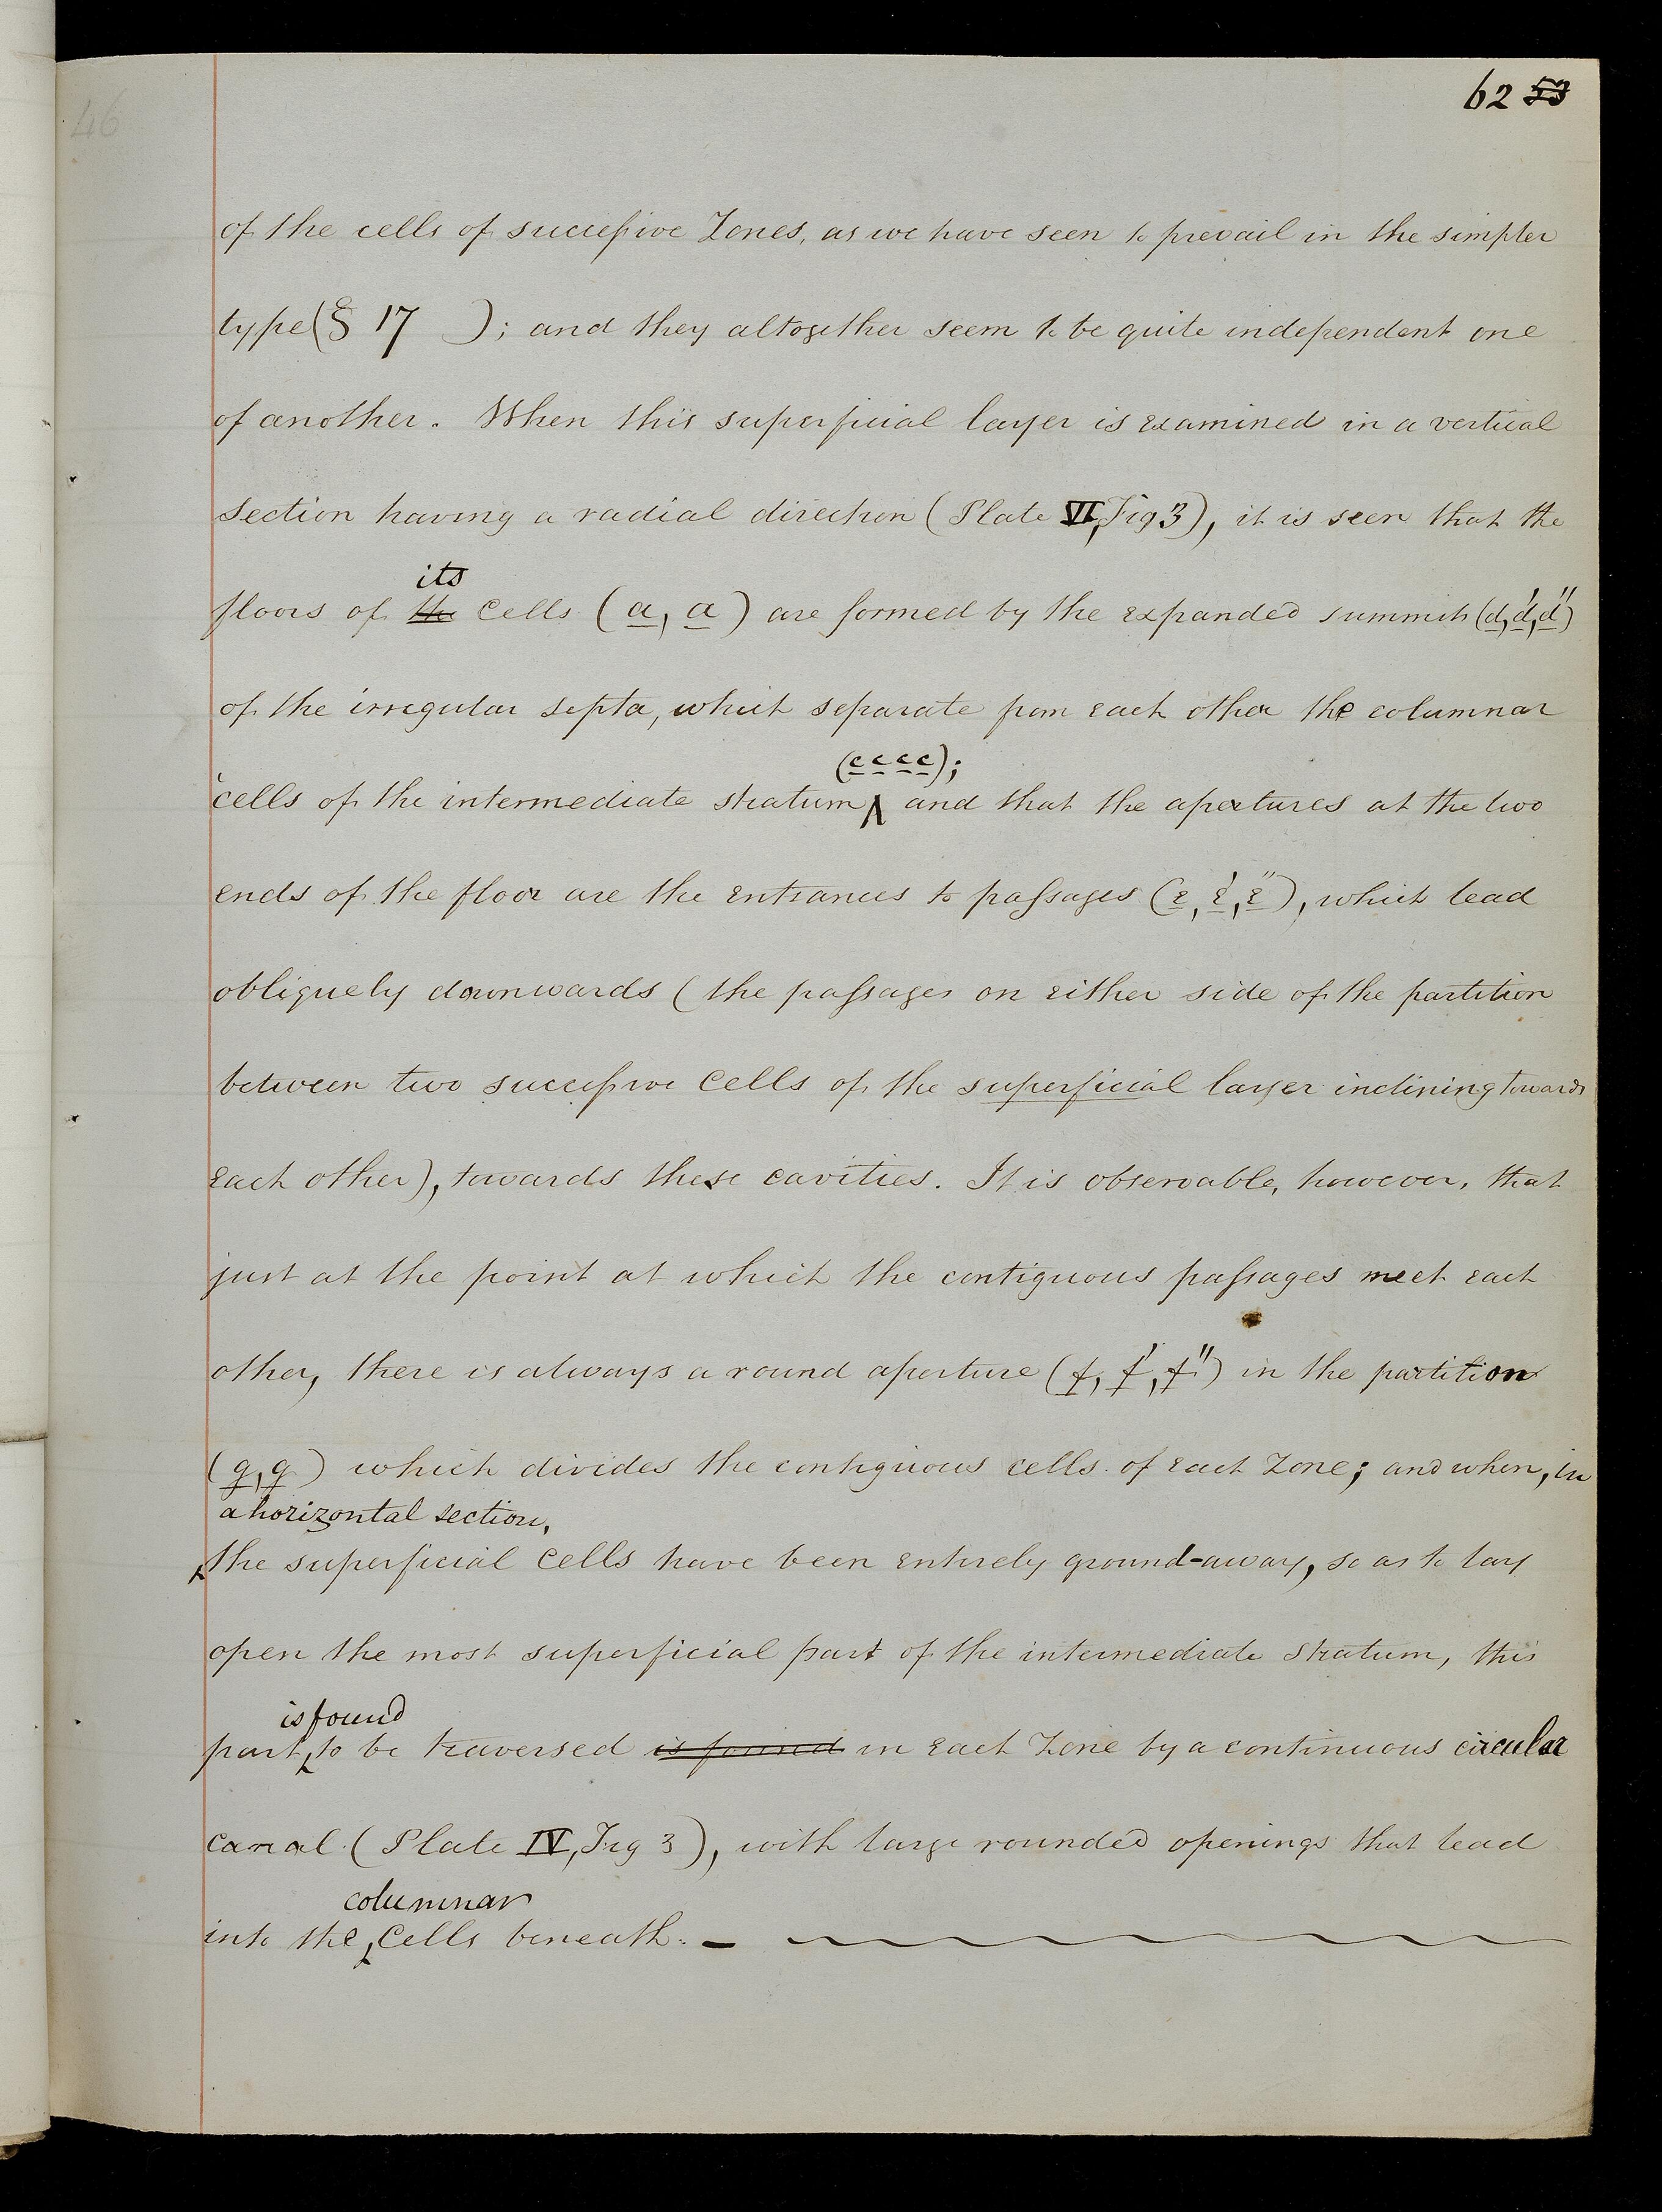 46
62 53
of the cells of successive Zones, as we have seen to prevail in the simpler
type (§ 17 ); and they altogether seem to be quite independent one
of another. When this superficial layer is examined in a vertical
section having a radial direction (Plate VI, Fig 3), it is seen that the
its
floors of the cells (a, a) are formed by the expanded summits (d, d', d'')
of the irregular septa, which separate from each other the columnar
(c c c c);
cells of the intermediate stratum and that the apertures at the two
ends of the floor are the entrances to passages (e, e', e''), which lead
obliquely downwards (the passages on either side of the partition
between two successive cells of the superficial layer inclining towards
each other), towards these cavities. It is observable, however, that
just at the point at which the contiguous passages meet each
other, there is always a round aperture (f, f', f'') in the partition
(g, g) which divides the contiguous cells of each Zone; and when, in
a horizontal section,
the superficial cells have been entirely ground-away, so as to lay
open the most superficial part of the intermediate stratum, this
is found
part to be traversed is found in each Zone by a continuous circular
canal (Plate IV, Fig 3), with large rounded openings that lead
columnar
into the cells beneath. —